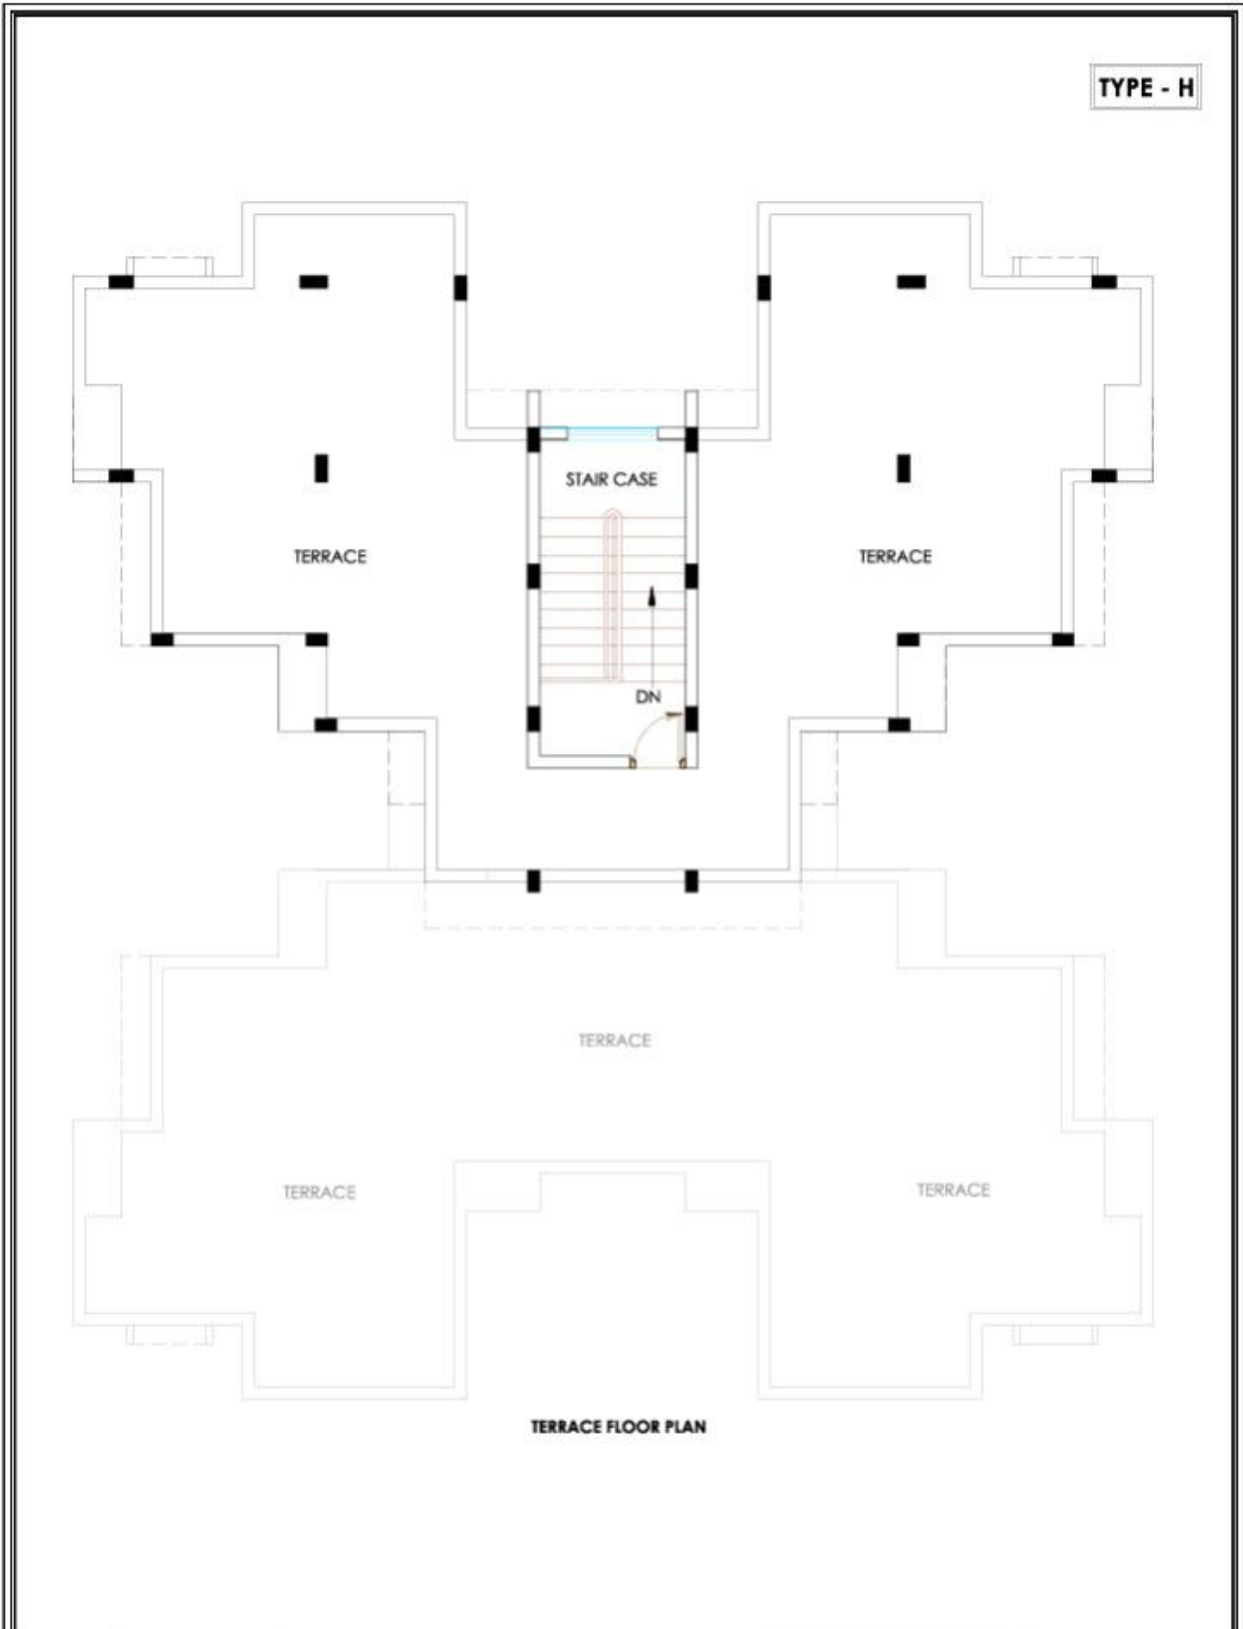 TYPE - H
STAIR CASE
TERRACE
TERRACE
DN
TERRACE
TERRACE
TERRACE
TERRACE FLOOR PLAN